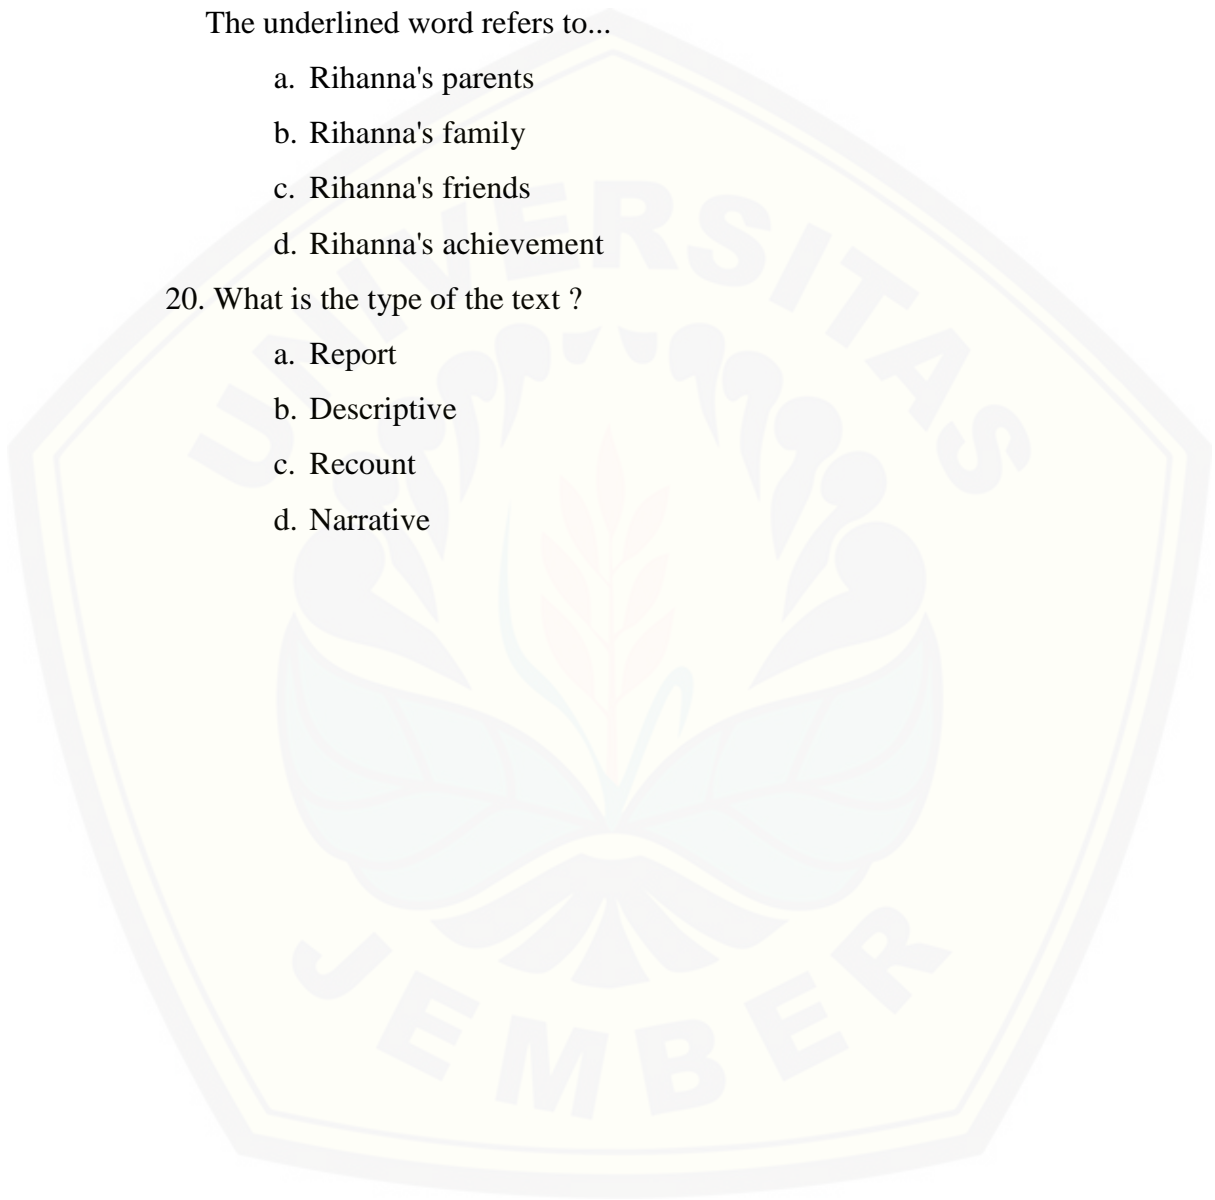 The underlined word refers to...
a. Rihanna's parents
b. Rihanna's family
c. Rihanna's friends
d. Rihanna's achievement
20. What is the type of the text ?
a. Report
b. Descriptive
c. Recount
d. Narrative
UNIVERSITAS
JEMBER